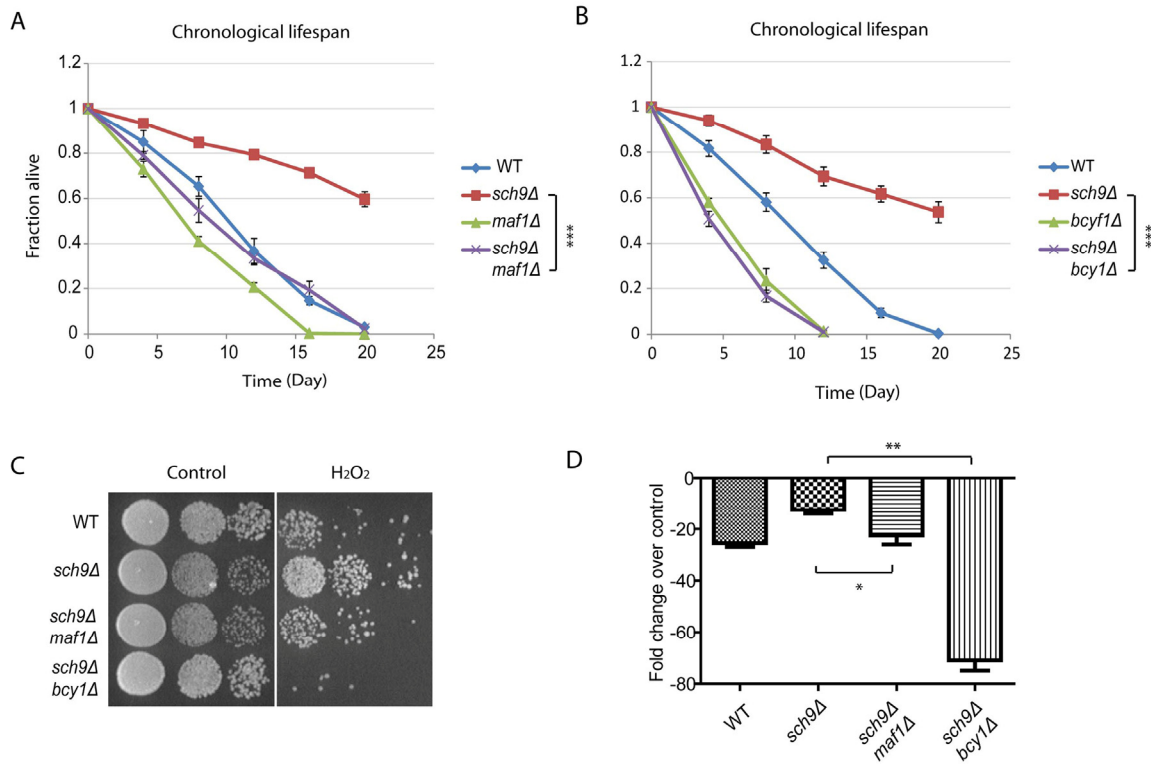 A
Chronological lifespan
1.2
1
0.8
0.6
0.4
0.2
0
Fraction alive
0 5 10 15 20 25
Time (Day)
WT
sch9Δ
maf1Δ
sch9Δ
maf1Δ
***
B
Chronological lifespan
1.2
1
0.8
0.6
0.4
0.2
0
0 5 10 15 20 25
Time (Day)
WT
sch9Δ
bcyf1Δ
sch9Δ
bcy1Δ
***
C
Control H2O2
WT
sch9Δ
sch9Δ
maf1Δ
sch9Δ
bcy1Δ
D
**
0
-20
-40
-60
-80
Fold change over control
*
WT
sch9Δ
sch9Δ
maf1Δ
sch9Δ
bcy1Δ